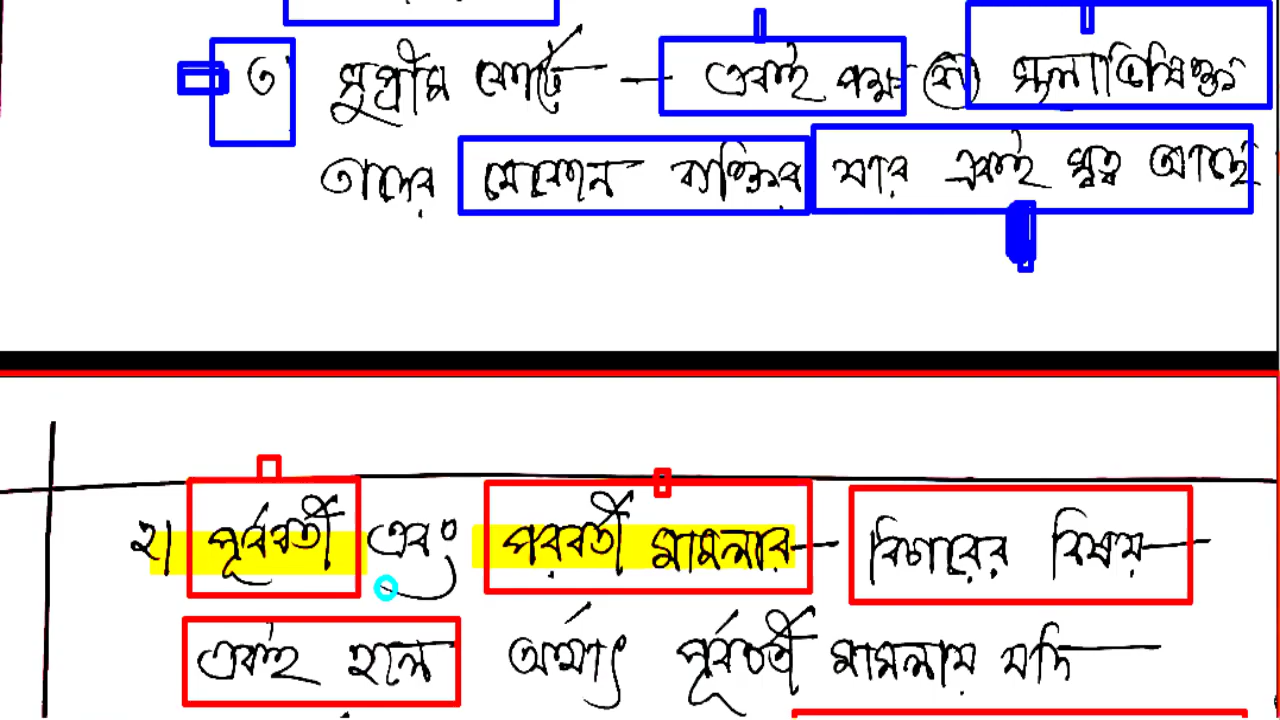 ৩ সুপ্রীম কোর্টে — একই পক্ষ (বা) স্থলাভিষিক্ত
তাদের যেকোন ব্যক্তির যার একই স্বত্ব আছে
২। পূর্ববর্তী এবং পরবর্তী মামলার — বিচারের বিষয় —
একই হলে অর্থাৎ পূর্ববর্তী মামলায় যদি